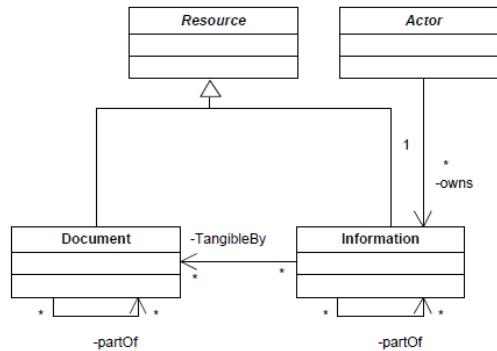 Resource
Actor
1
*
-owns
Document
-TangibleBy
Information
*
*
*
*
*
*
-partOf
-partOf